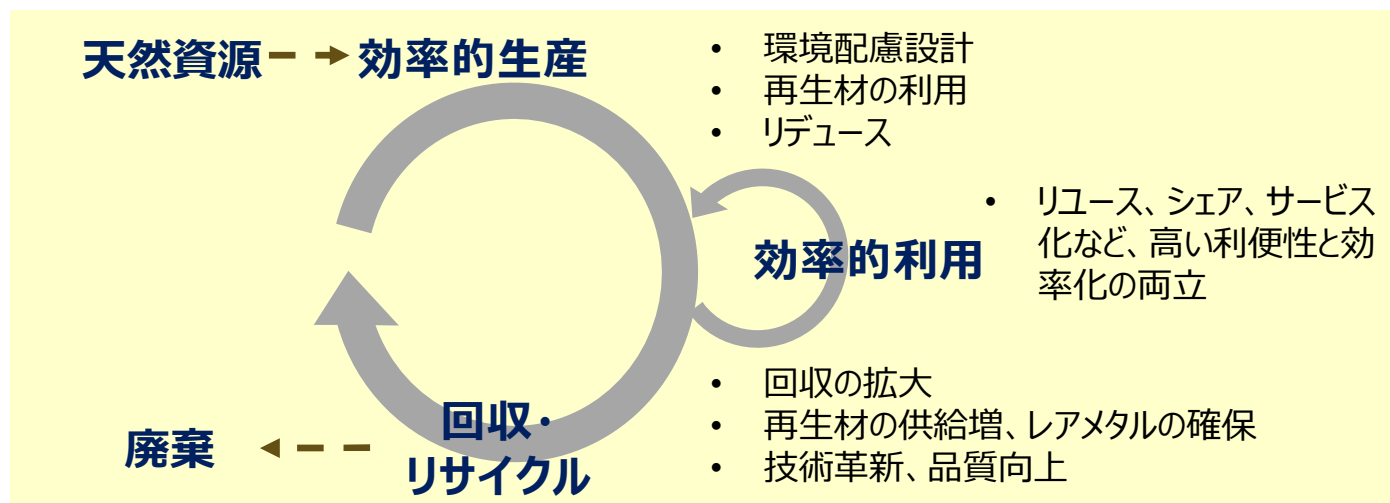 天然資源
効率的生産
• 環境配慮設計
• 再生材の利用
• リデュース
効率的利用
• リユース、シェア、サービス
化など、高い利便性と効
率化の両立
回収・
リサイクル
廃棄
• 回収の拡大
• 再生材の供給増、レアメタルの確保
• 技術革新、品質向上